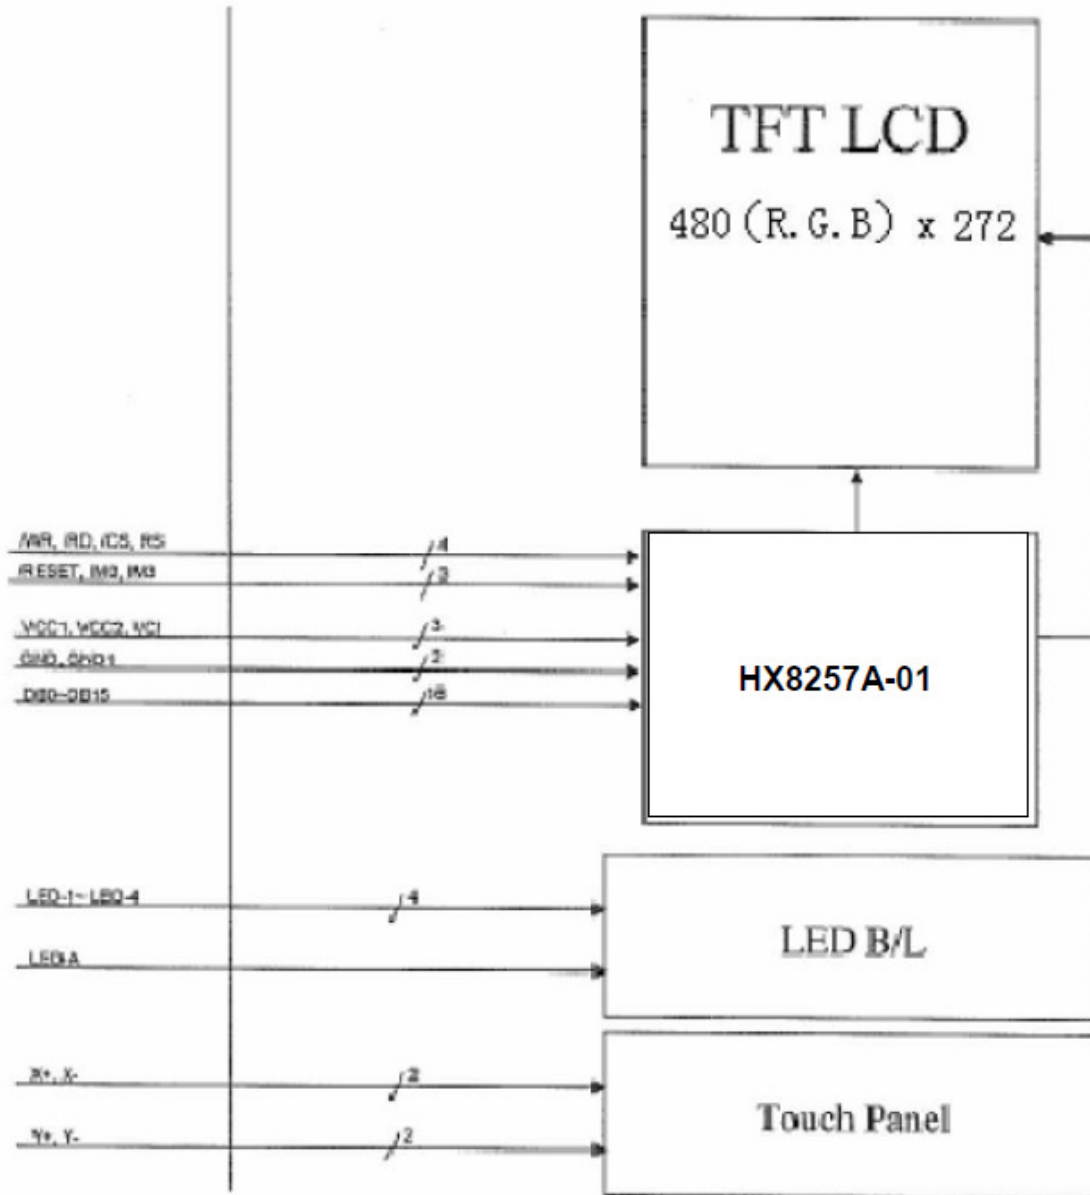 TFT LCD
480 (R.G.B) x 272
/WR, /RD, /CS, RS
4
/RESET, IM0, IM3
3
VCC1, VCC2, VCI
3
GND, GND1
2
DB0~DB15
16
HX8257A-01
LED-1~LED-4
4
LED-A
LED B/L
X+, X-
2
Touch Panel
Y+, Y-
2